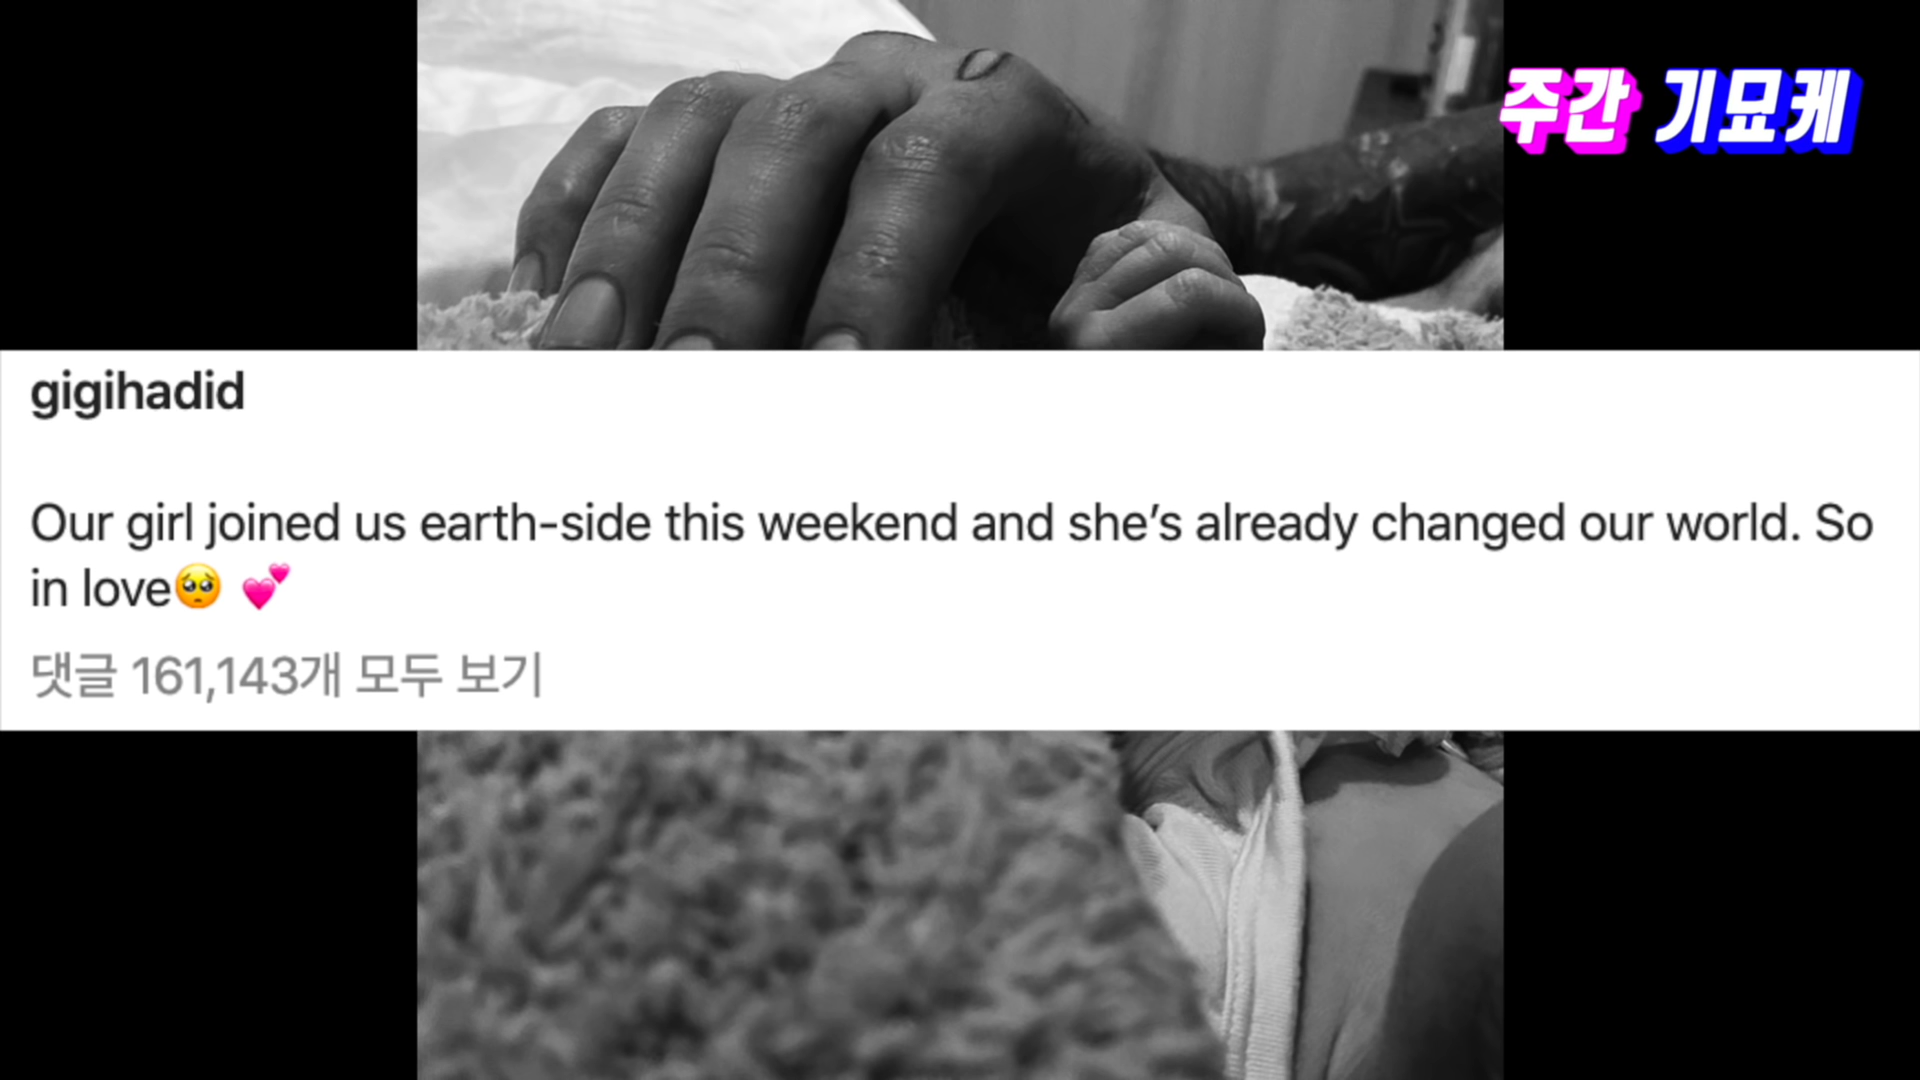 주간 기묘케
gigihadid
Our girl joined us earth-side this weekend and she’s already changed our world. So
in love🥺 💕
댓글 161,143개 모두 보기